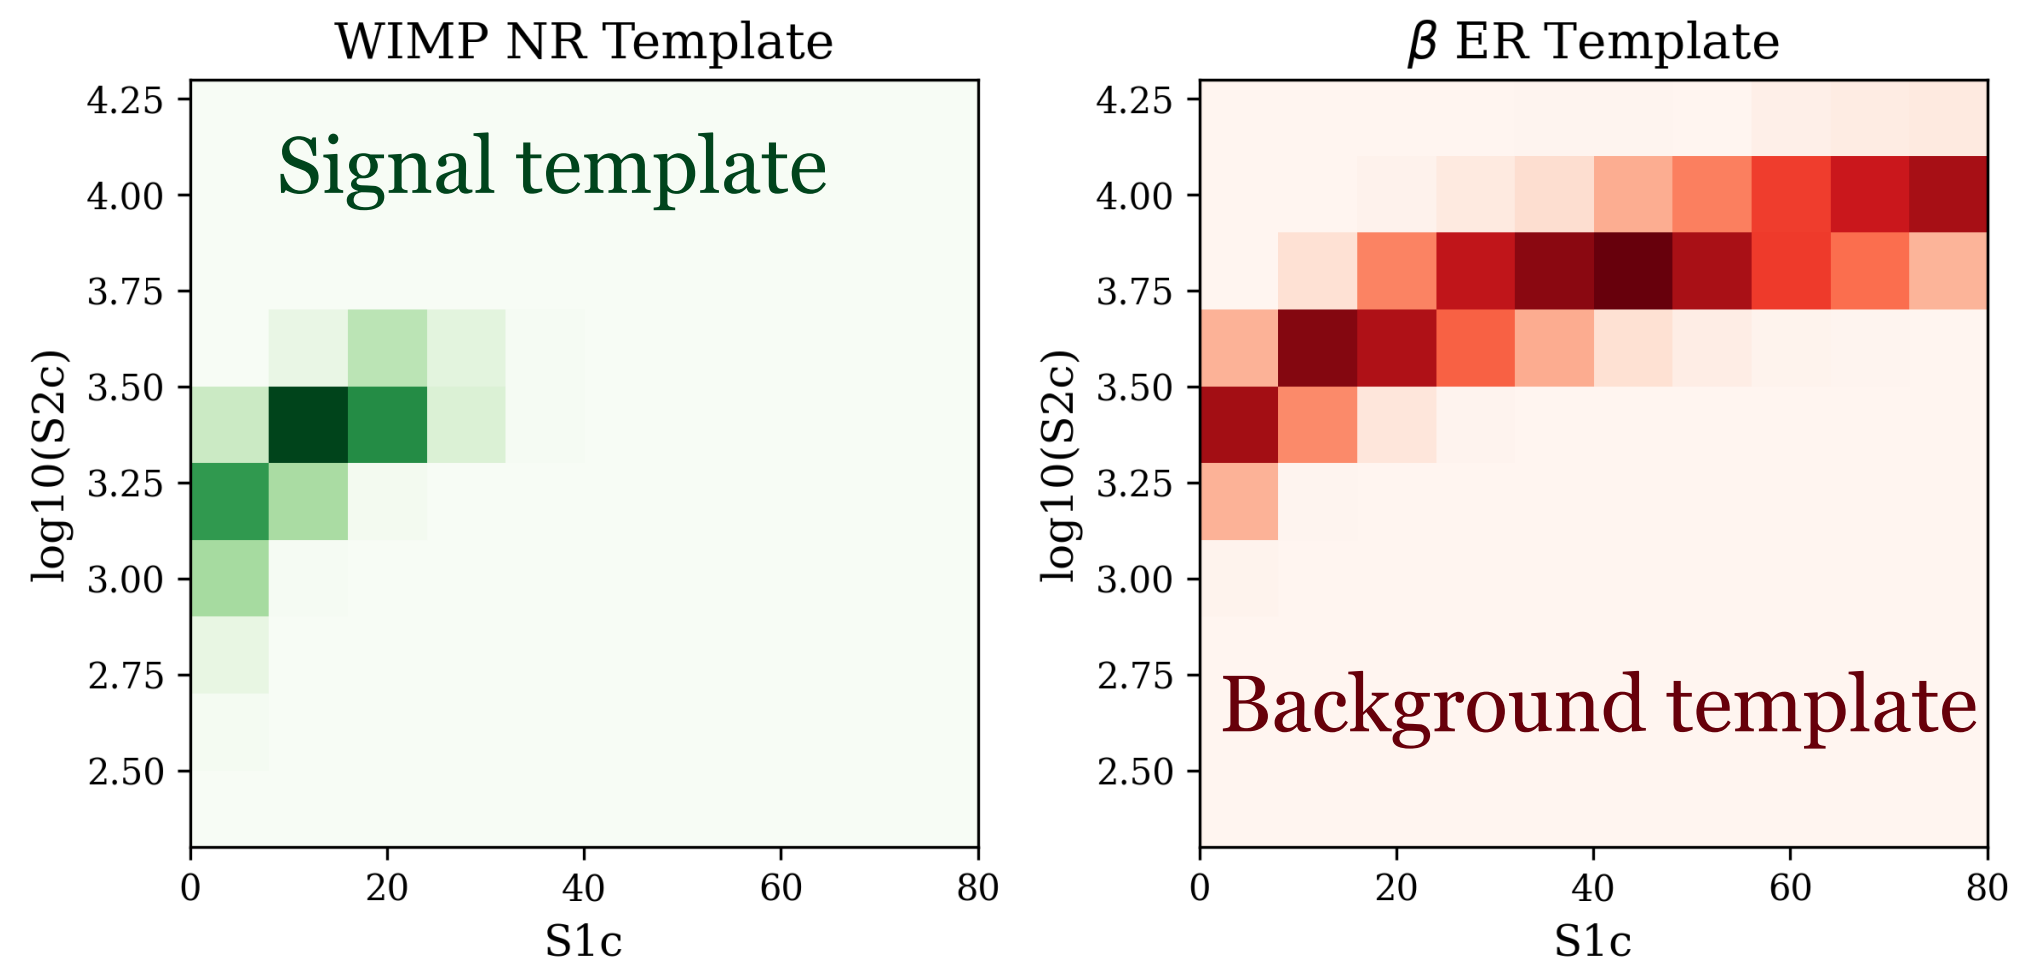 WIMP NR Template
Signal template
4.25
4.00
3.75
3.50
3.25
3.00
2.75
2.50
log10(S2c)
0 20 40 60 80
S1c
β ER Template
4.25
4.00
3.75
3.50
3.25
3.00
2.75
2.50
log10(S2c)
Background template
0 20 40 60 80
S1c